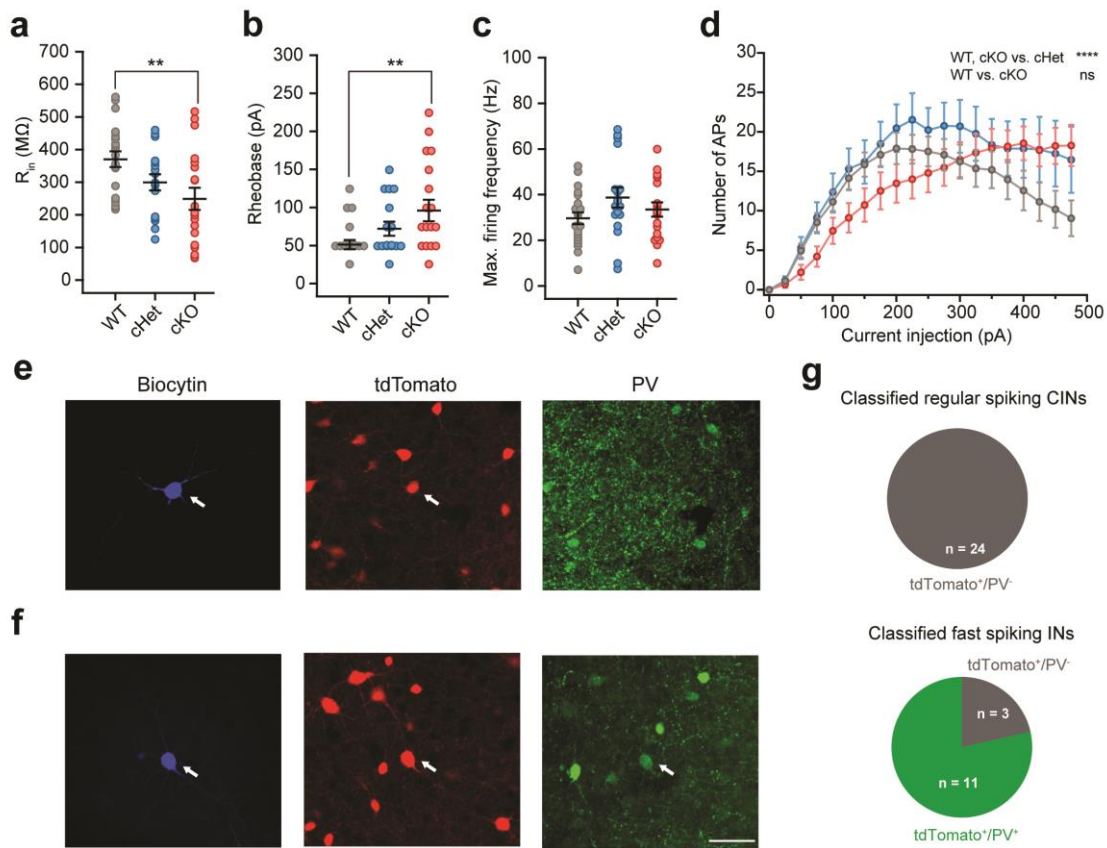 a
700
600
500
400
300
200
100
0
R_in (MΩ)
**
WT
cHet
cKO
b
300
250
200
150
100
50
0
Rheobase (pA)
**
WT
cHet
cKO
c
100
80
60
40
20
0
Max. firing frequency (Hz)
WT
cHet
cKO
d
30
25
20
15
10
5
0
Number of APs
WT, cKO vs. cHet ****
WT vs. cKO ns
0 100 200 300 400 500
Current injection (pA)
e
Biocytin tdTomato PV
f
g
Classified regular spiking CINs
n = 24
tdTomato⁺/PV⁻
Classified fast spiking INs
tdTomato⁺/PV⁻
n = 3
n = 11
tdTomato⁺/PV⁺